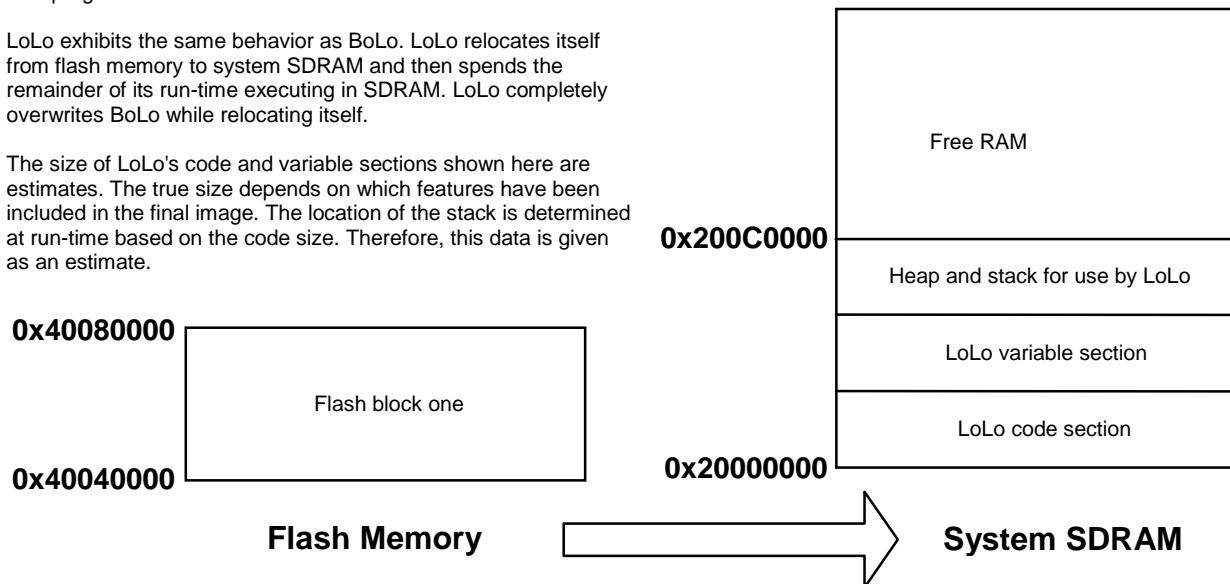 LoLo exhibits the same behavior as BoLo. LoLo relocates itself
from flash memory to system SDRAM and then spends the
remainder of its run-time executing in SDRAM. LoLo completely
overwrites BoLo while relocating itself.
The size of LoLo's code and variable sections shown here are
estimates. The true size depends on which features have been
included in the final image. The location of the stack is determined
at run-time based on the code size. Therefore, this data is given
as an estimate.
Free RAM
0x200C0000
Heap and stack for use by LoLo
LoLo variable section
LoLo code section
0x20000000
0x40080000
Flash block one
0x40040000
Flash Memory
System SDRAM